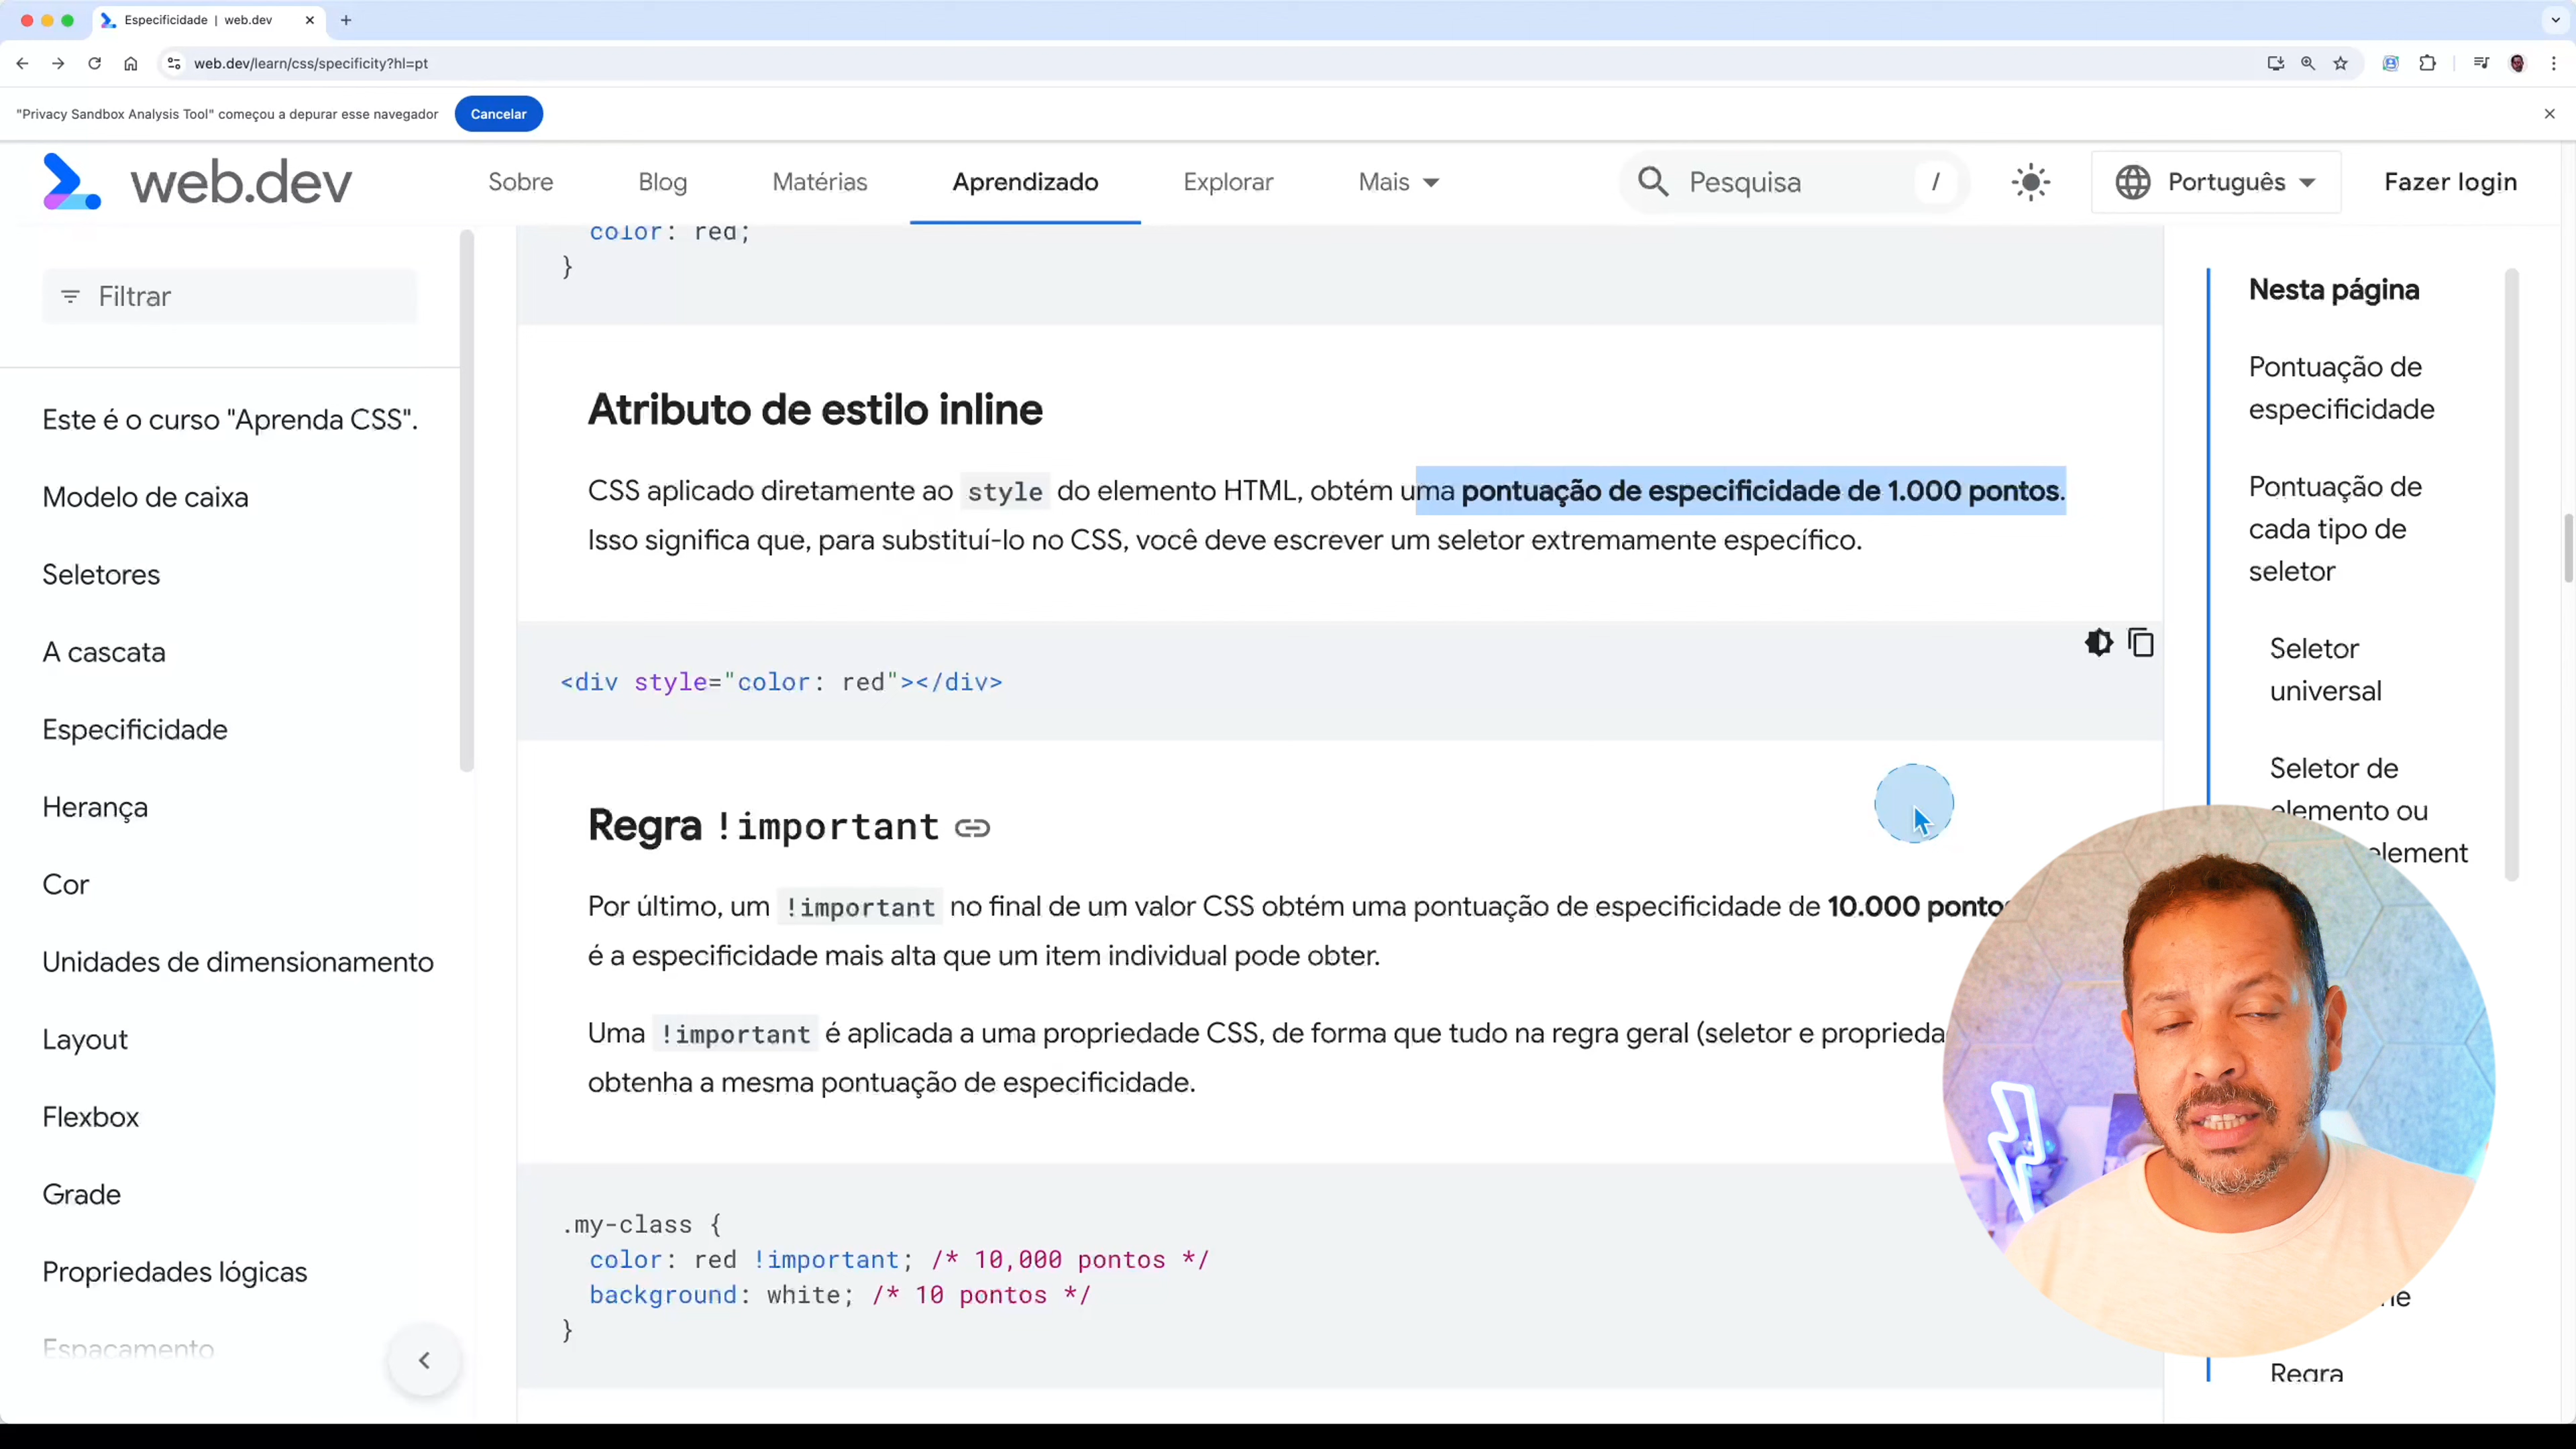 Especificidade | web.dev
web.dev/learn/css/specificity?hl=pt
"Privacy Sandbox Analysis Tool" começou a depurar esse navegador
Cancelar
web.dev
Sobre
Blog
Matérias
Aprendizado
Explorar
Mais
Pesquisa
/
Português
Fazer login
Filtrar
Este é o curso "Aprenda CSS".
Modelo de caixa
Seletores
A cascata
Especificidade
Herança
Cor
Unidades de dimensionamento
Layout
Flexbox
Grade
Propriedades lógicas
Espaçamento
color: red;
}
Atributo de estilo inline
CSS aplicado diretamente ao style do elemento HTML, obtém uma pontuação de especificidade de 1.000 pontos.
Isso significa que, para substituí-lo no CSS, você deve escrever um seletor extremamente específico.
<div style="color: red"></div>
Regra !important
Por último, um !important no final de um valor CSS obtém uma pontuação de especificidade de 10.000 ponto
é a especificidade mais alta que um item individual pode obter.
Uma !important é aplicada a uma propriedade CSS, de forma que tudo na regra geral (seletor e proprieda
obtenha a mesma pontuação de especificidade.
.my-class {
color: red !important; /* 10,000 pontos */
background: white; /* 10 pontos */
}
Nesta página
Pontuação de
especificidade
Pontuação de
cada tipo de
seletor
Seletor
universal
Seletor de
elemento ou
element
Regra